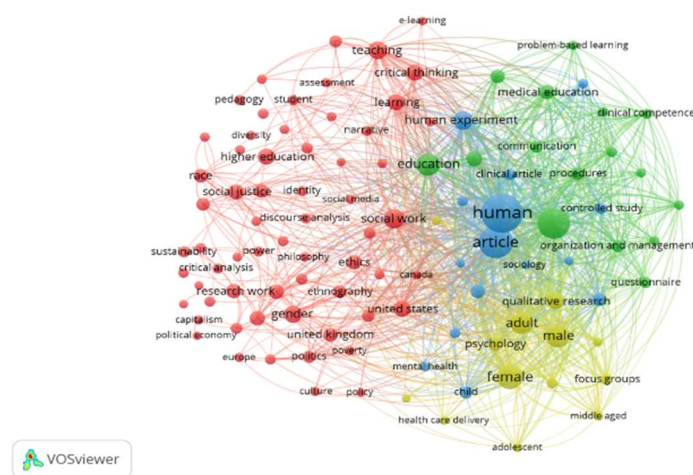 e-learning
teaching
problem-based learning
critical thinking
assessment
medical education
pedagogy
student
learning
clinical competence
human experiment
narrative
diversity
communication
higher education
education
clinical article
procedures
race
social justice
identity
social media
human
controlled study
discourse analysis
social work
article
organization and management
sustainability
power
philosophy
ethics
sociology
critical analysis
canada
questionnaire
research work
ethnography
qualitative research
gender
united states
capitalism
adult
political economy
united kingdom
psychology
male
europe
politics
poverty
mental health
female
focus groups
culture
policy
child
health care delivery
middle aged
adolescent
VOSviewer